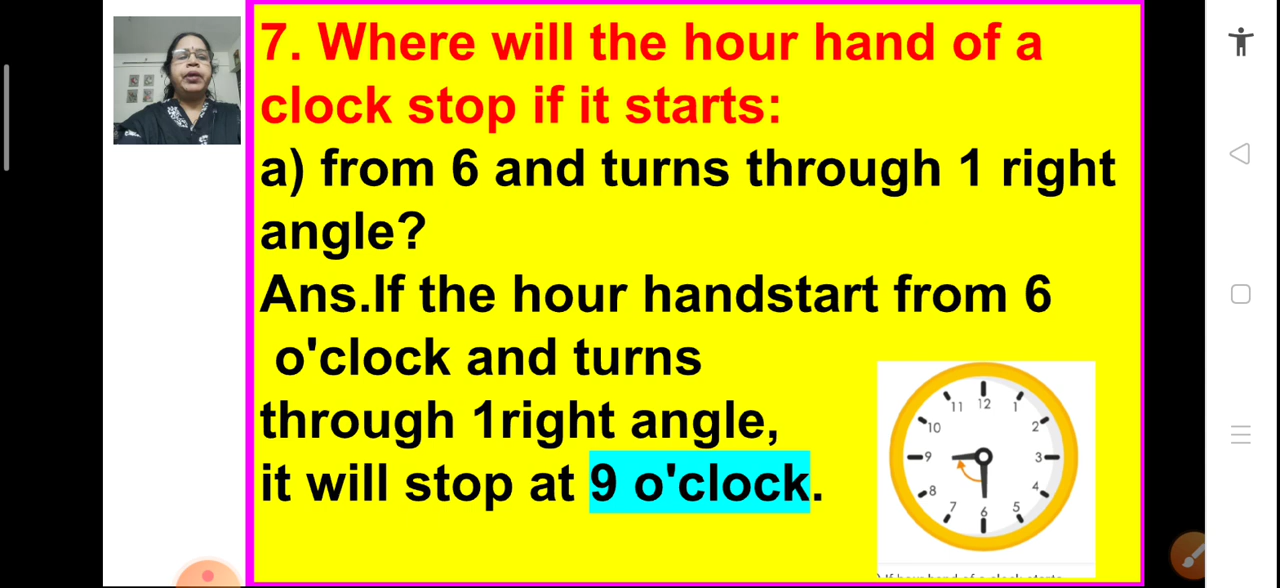 7. Where will the hour hand of a
clock stop if it starts:
a) from 6 and turns through 1 right
angle?
Ans.If the hour handstart from 6
o'clock and turns
through 1right angle,
it will stop at 9 o'clock.
11 12 1
10 2
9 3
8 4
7 6 5